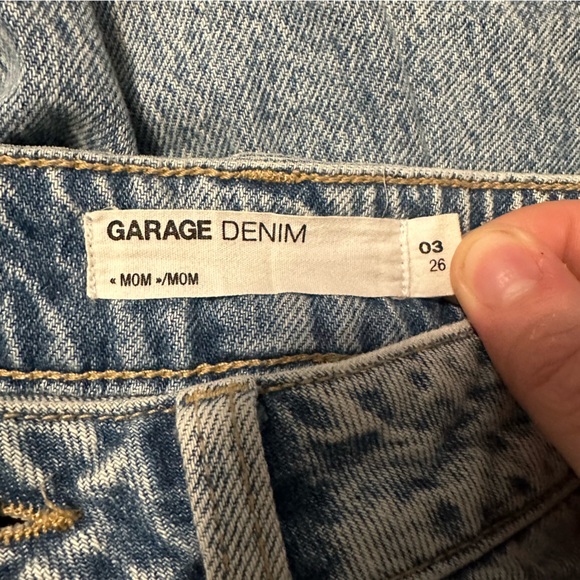 GARAGE DENIM
« MOM »/MOM
03
26